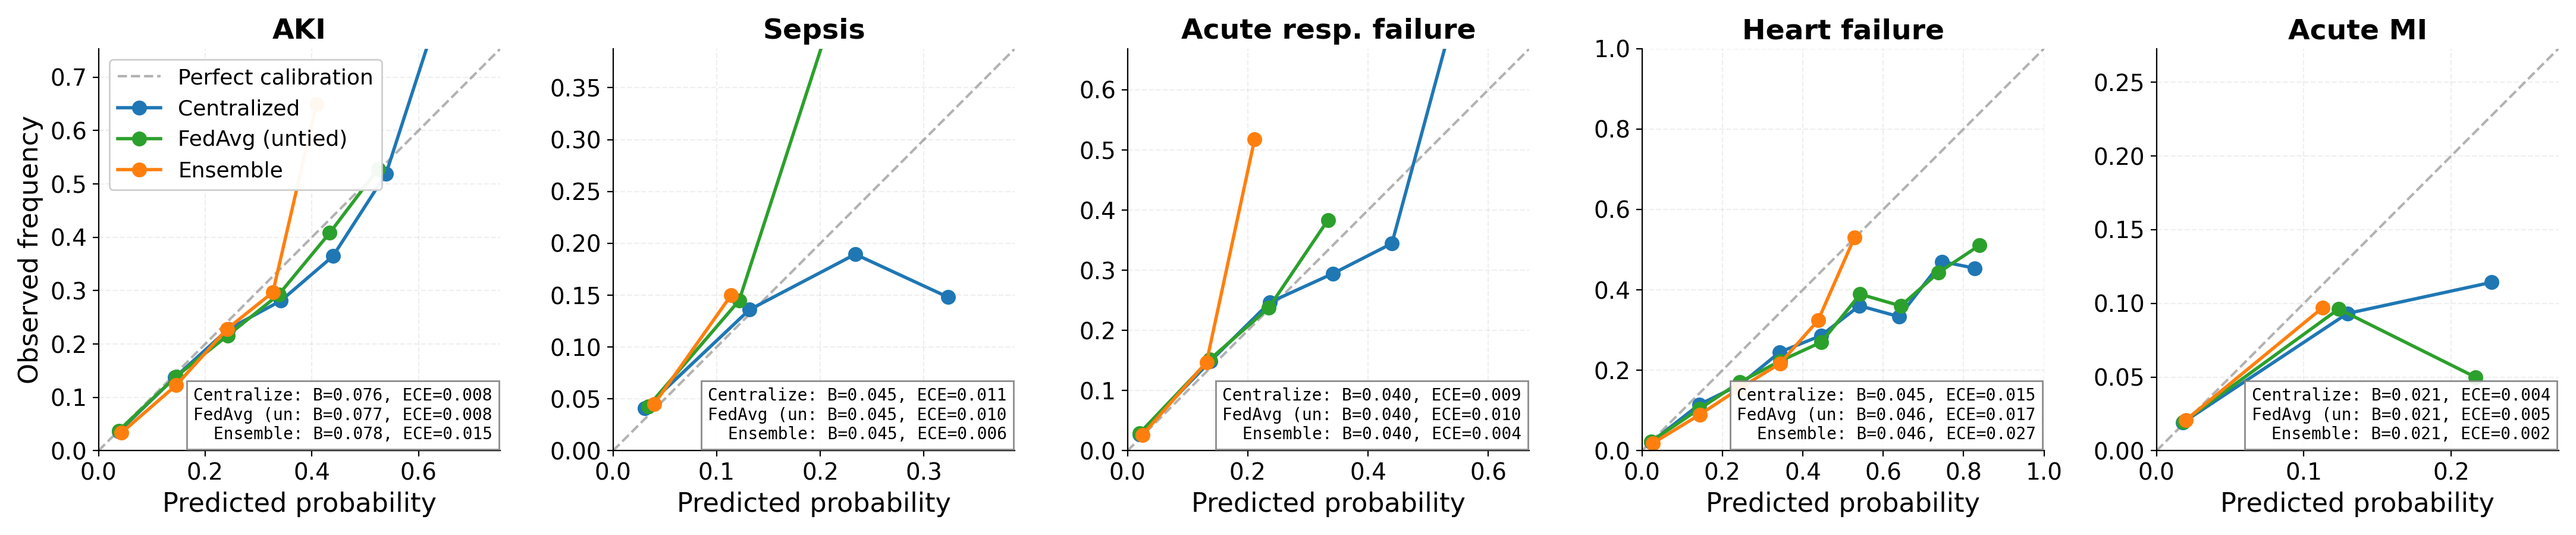 AKI
Sepsis
Acute resp. failure
Heart failure
Acute MI
Observed frequency
0.7
0.6
0.5
0.4
0.3
0.2
0.1
0.0
Perfect calibration
Centralized
FedAvg (untied)
Ensemble
Centralize: B=0.076, ECE=0.008
FedAvg (un: B=0.077, ECE=0.008
Ensemble: B=0.078, ECE=0.015
0.0 0.2 0.4 0.6
Predicted probability
0.35
0.30
0.25
0.20
0.15
0.10
0.05
0.00
Centralize: B=0.045, ECE=0.011
FedAvg (un: B=0.045, ECE=0.010
Ensemble: B=0.045, ECE=0.006
0.0 0.1 0.2 0.3
Predicted probability
0.6
0.5
0.4
0.3
0.2
0.1
0.0
Centralize: B=0.040, ECE=0.009
FedAvg (un: B=0.040, ECE=0.010
Ensemble: B=0.040, ECE=0.004
0.0 0.2 0.4 0.6
Predicted probability
1.0
0.8
0.6
0.4
0.2
0.0
Centralize: B=0.045, ECE=0.015
FedAvg (un: B=0.046, ECE=0.017
Ensemble: B=0.046, ECE=0.027
0.0 0.2 0.4 0.6 0.8 1.0
Predicted probability
0.25
0.20
0.15
0.10
0.05
0.00
Centralize: B=0.021, ECE=0.004
FedAvg (un: B=0.021, ECE=0.005
Ensemble: B=0.021, ECE=0.002
0.0 0.1 0.2
Predicted probability